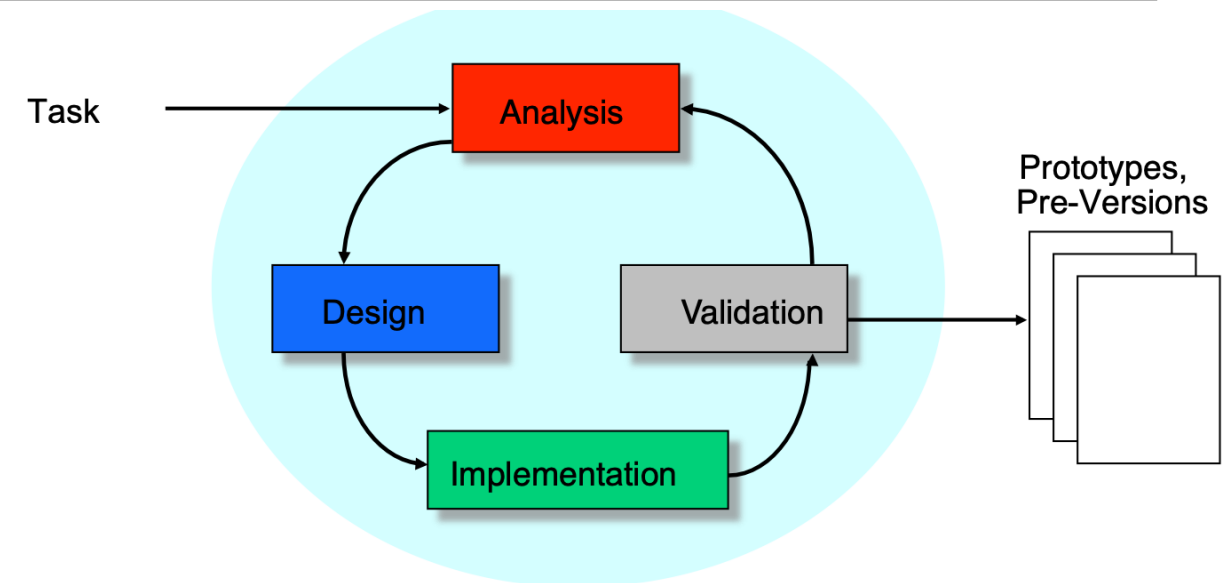 Task
Analysis
Prototypes,
Pre-Versions
Design
Validation
Implementation